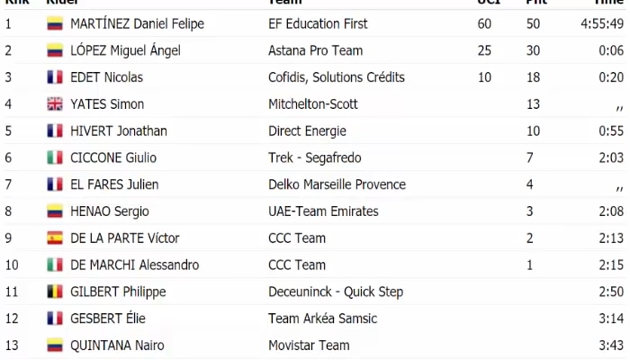 Rnk Rider Team UCI Pnt Time
1 MARTÍNEZ Daniel Felipe EF Education First 60 50 4:55:49
2 LÓPEZ Miguel Ángel Astana Pro Team 25 30 0:06
3 EDET Nicolas Cofidis, Solutions Crédits 10 18 0:20
4 YATES Simon Mitchelton-Scott 13 ,,
5 HIVERT Jonathan Direct Energie 10 0:55
6 CICCONE Giulio Trek - Segafredo 7 2:03
7 EL FARES Julien Delko Marseille Provence 4 ,,
8 HENAO Sergio UAE-Team Emirates 3 2:08
9 DE LA PARTE Víctor CCC Team 2 2:13
10 DE MARCHI Alessandro CCC Team 1 2:15
11 GILBERT Philippe Deceuninck - Quick Step 2:50
12 GESBERT Élie Team Arkéa Samsic 3:14
13 QUINTANA Nairo Movistar Team 3:43